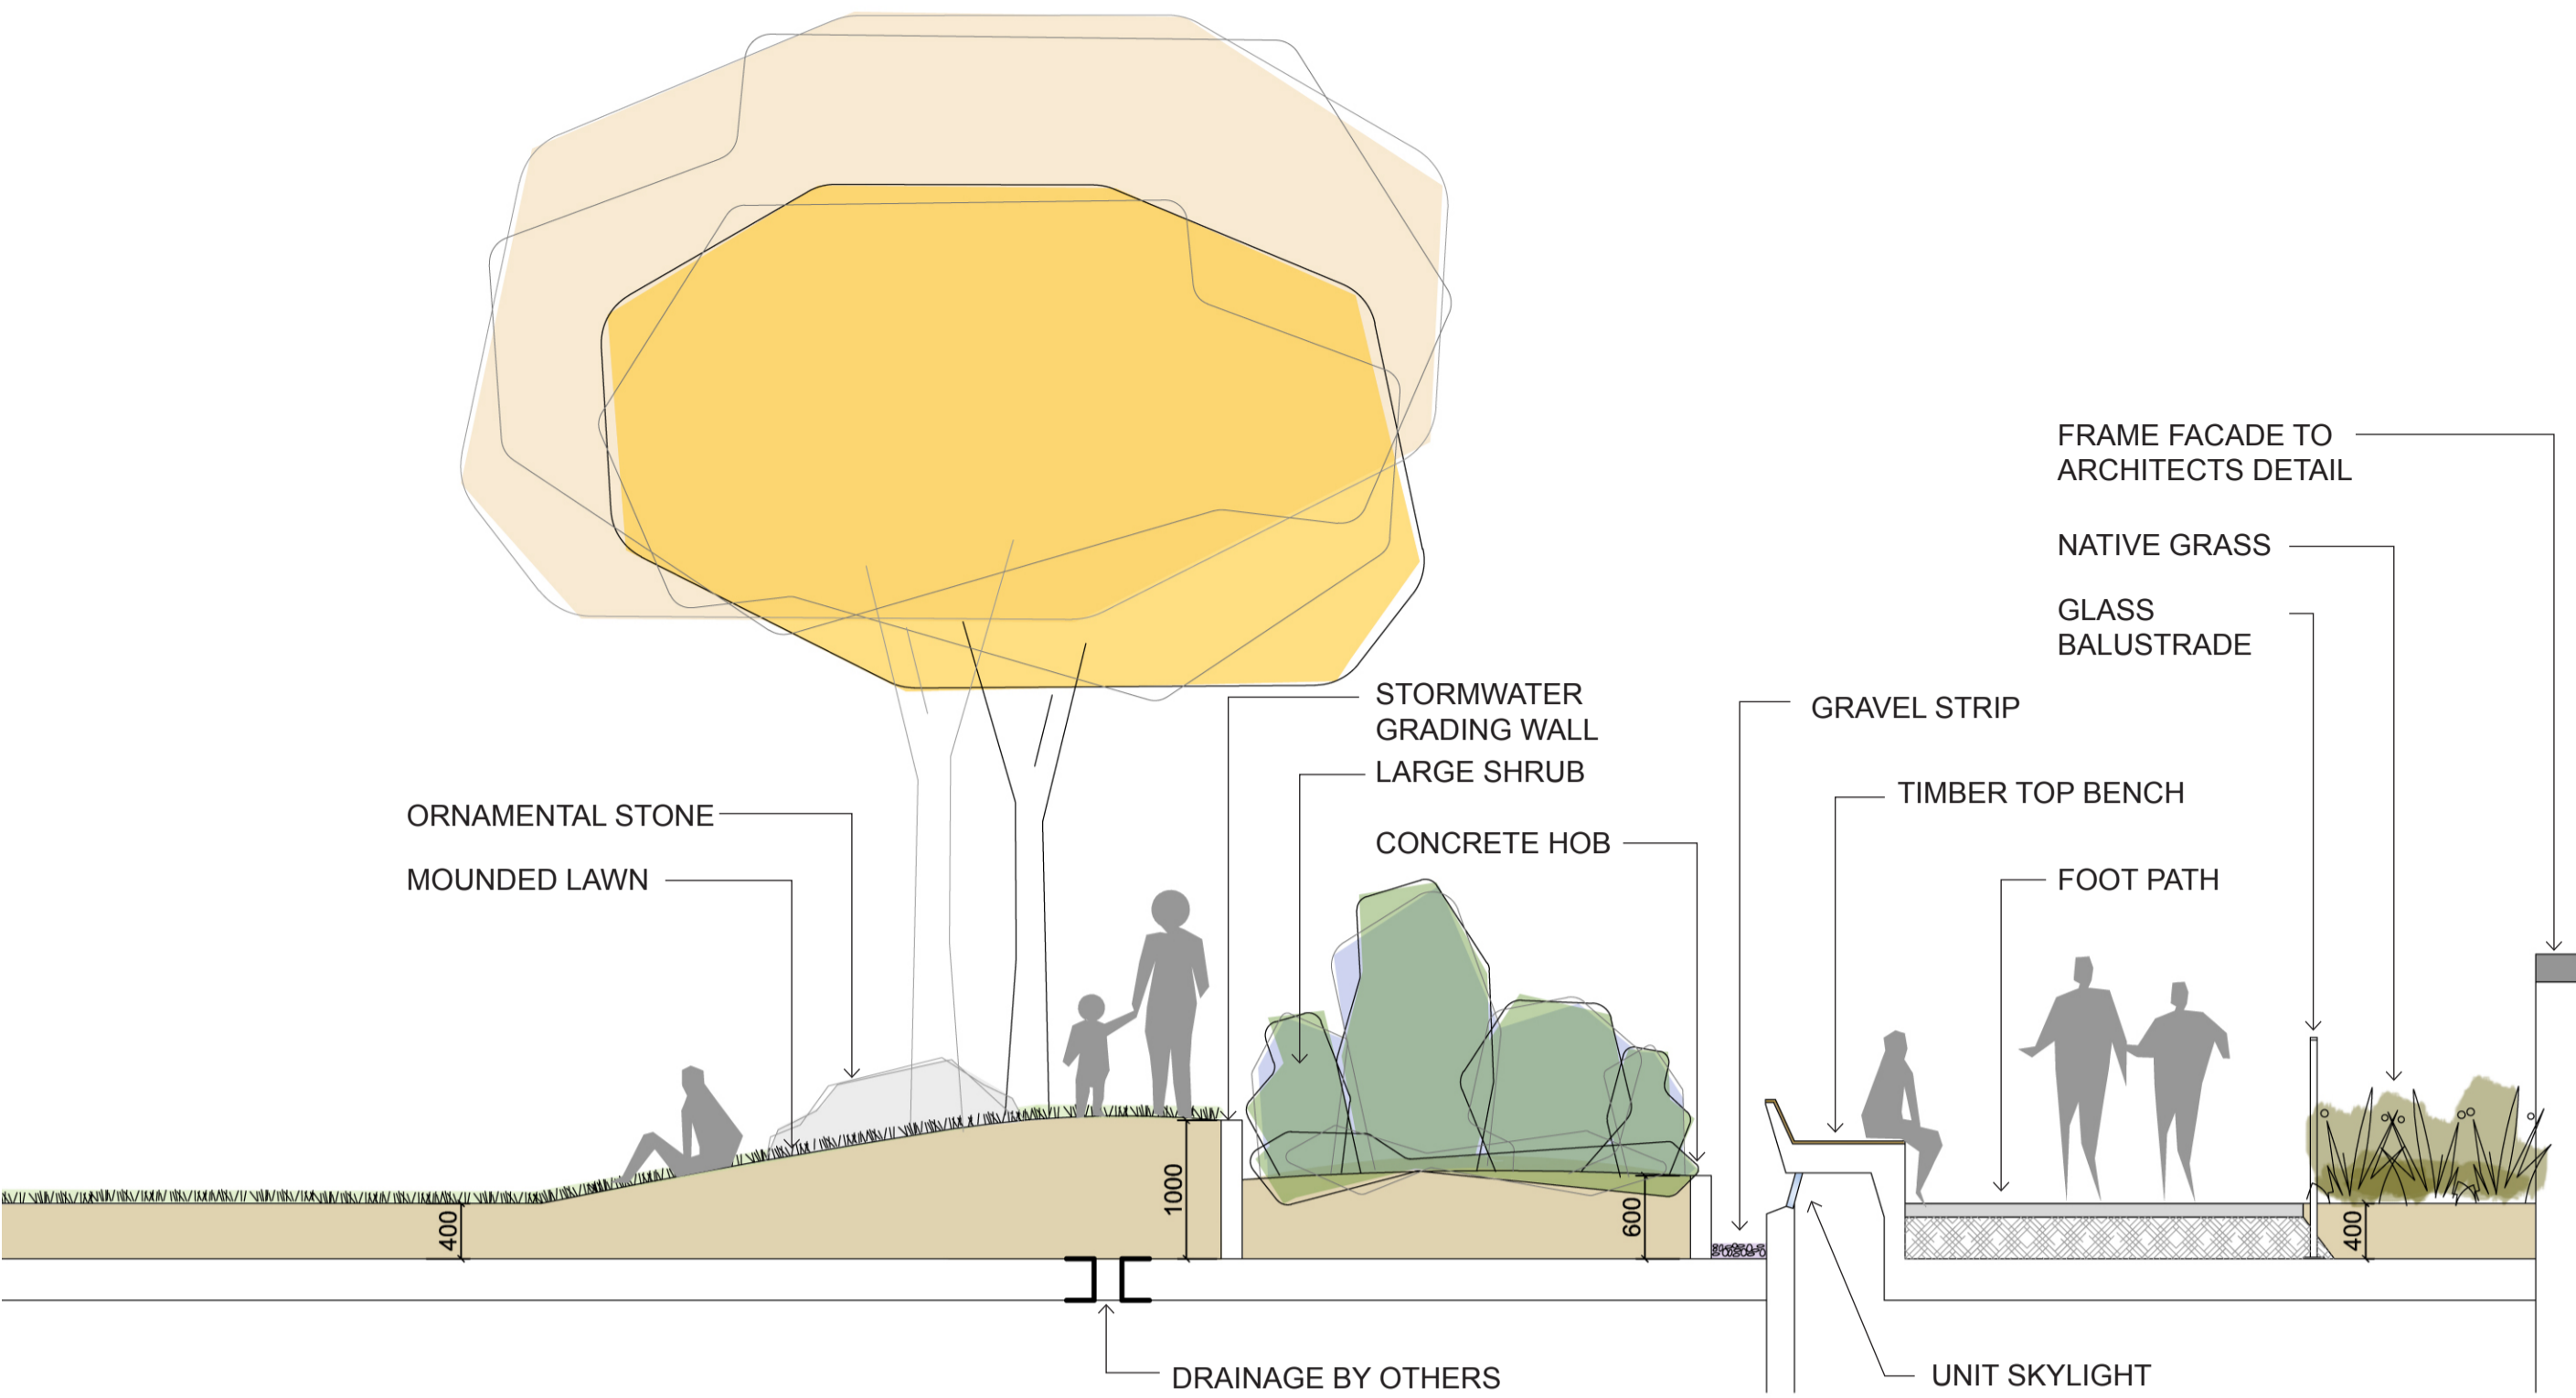 FRAME FACADE TO
ARCHITECTS DETAIL
NATIVE GRASS
GLASS
BALUSTRADE
STORMWATER
GRADING WALL
GRAVEL STRIP
LARGE SHRUB
TIMBER TOP BENCH
ORNAMENTAL STONE
CONCRETE HOB
MOUNDED LAWN
FOOT PATH
400
1000
600
400
DRAINAGE BY OTHERS
UNIT SKYLIGHT